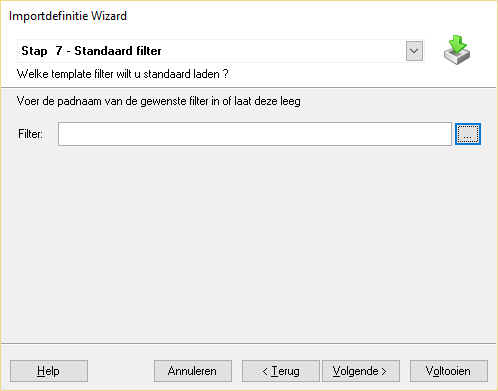 Importdefinitie Wizard
Stap 7 - Standaard filter
Welke template filter wilt u standaard laden ?
Voer de padnaam van de gewenste filter in of laat deze leeg
Filter: ...
Help Annuleren < Terug Volgende > Voltooien